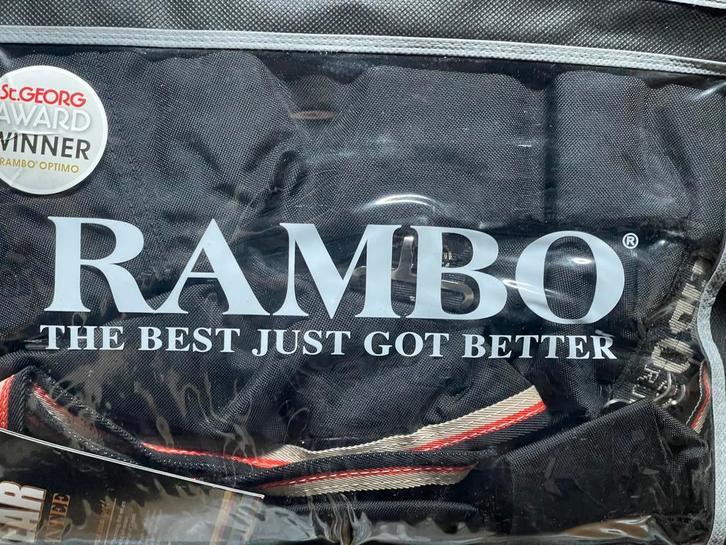 St.GEORG
AWARD
WINNER
RAMBO® OPTIMO
RAMBO®
THE BEST JUST GOT BETTER